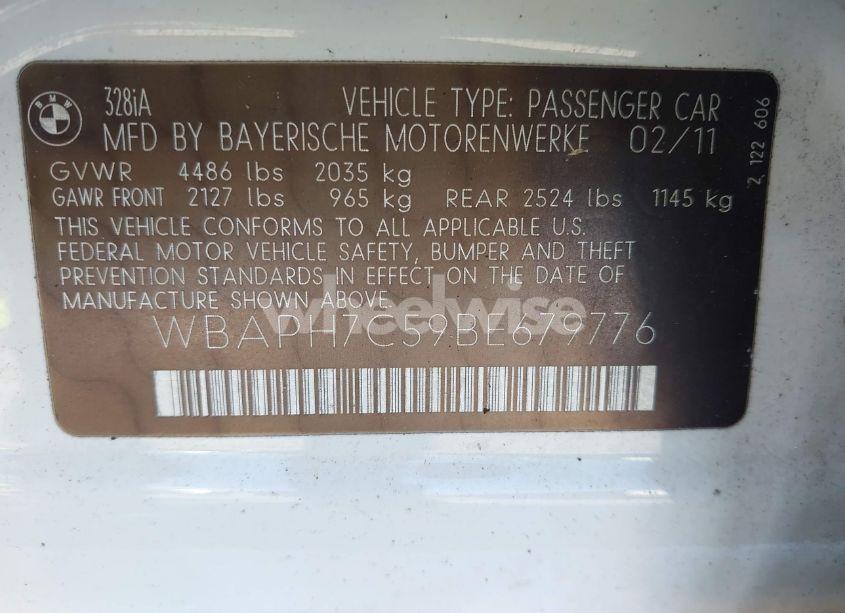 BMW
328iA VEHICLE TYPE: PASSENGER CAR
MFD BY BAYERISCHE MOTORENWERKE 02/11
GVWR 4486 lbs 2035 kg
GAWR FRONT 2127 lbs 965 kg REAR 2524 lbs 1145 kg
THIS VEHICLE CONFORMS TO ALL APPLICABLE U.S.
FEDERAL MOTOR VEHICLE SAFETY, BUMPER AND THEFT
PREVENTION STANDARDS IN EFFECT ON THE DATE OF
MANUFACTURE SHOWN ABOVE.
WBAPH7C59BE679776
Z 122 606
wheelwise